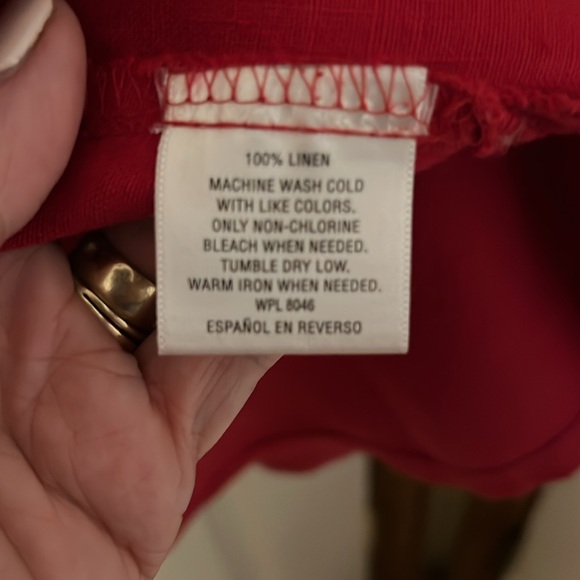 100% LINEN
MACHINE WASH COLD
WITH LIKE COLORS.
ONLY NON-CHLORINE
BLEACH WHEN NEEDED.
TUMBLE DRY LOW.
WARM IRON WHEN NEEDED.
WPL 8046
ESPAÑOL EN REVERSO